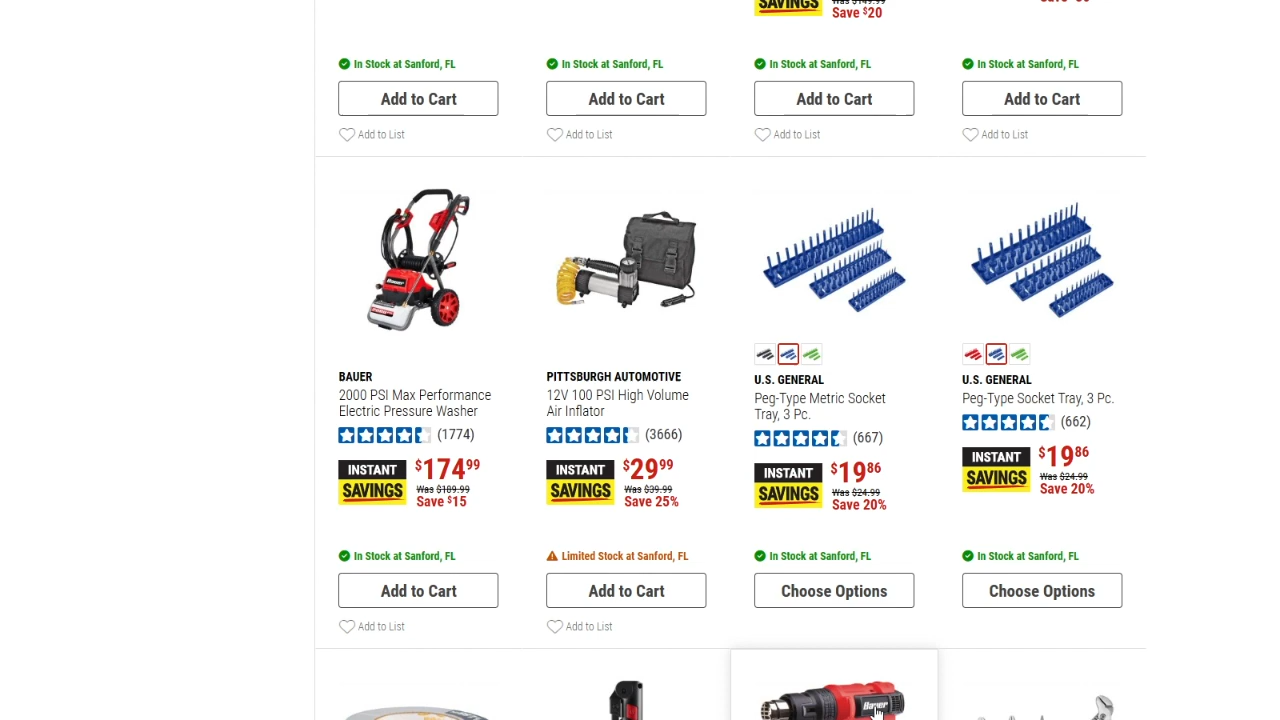 SAVINGS
Was $149.99
Save $20
In Stock at Sanford, FL
In Stock at Sanford, FL
In Stock at Sanford, FL
In Stock at Sanford, FL
Add to Cart
Add to Cart
Add to Cart
Add to Cart
Add to List
Add to List
Add to List
Add to List
BAUER
2000 PSI Max Performance
Electric Pressure Washer
(1774)
INSTANT
SAVINGS
$174 99
Was $189.99
Save $15
In Stock at Sanford, FL
Add to Cart
Add to List
PITTSBURGH AUTOMOTIVE
12V 100 PSI High Volume
Air Inflator
(3666)
INSTANT
SAVINGS
$29 99
Was $39.99
Save 25%
Limited Stock at Sanford, FL
Add to Cart
Add to List
U.S. GENERAL
Peg-Type Metric Socket
Tray, 3 Pc.
(667)
INSTANT
SAVINGS
$19 86
Was $24.99
Save 20%
In Stock at Sanford, FL
Choose Options
U.S. GENERAL
Peg-Type Socket Tray, 3 Pc.
(662)
INSTANT
SAVINGS
$19 86
Was $24.99
Save 20%
In Stock at Sanford, FL
Choose Options
Bauer